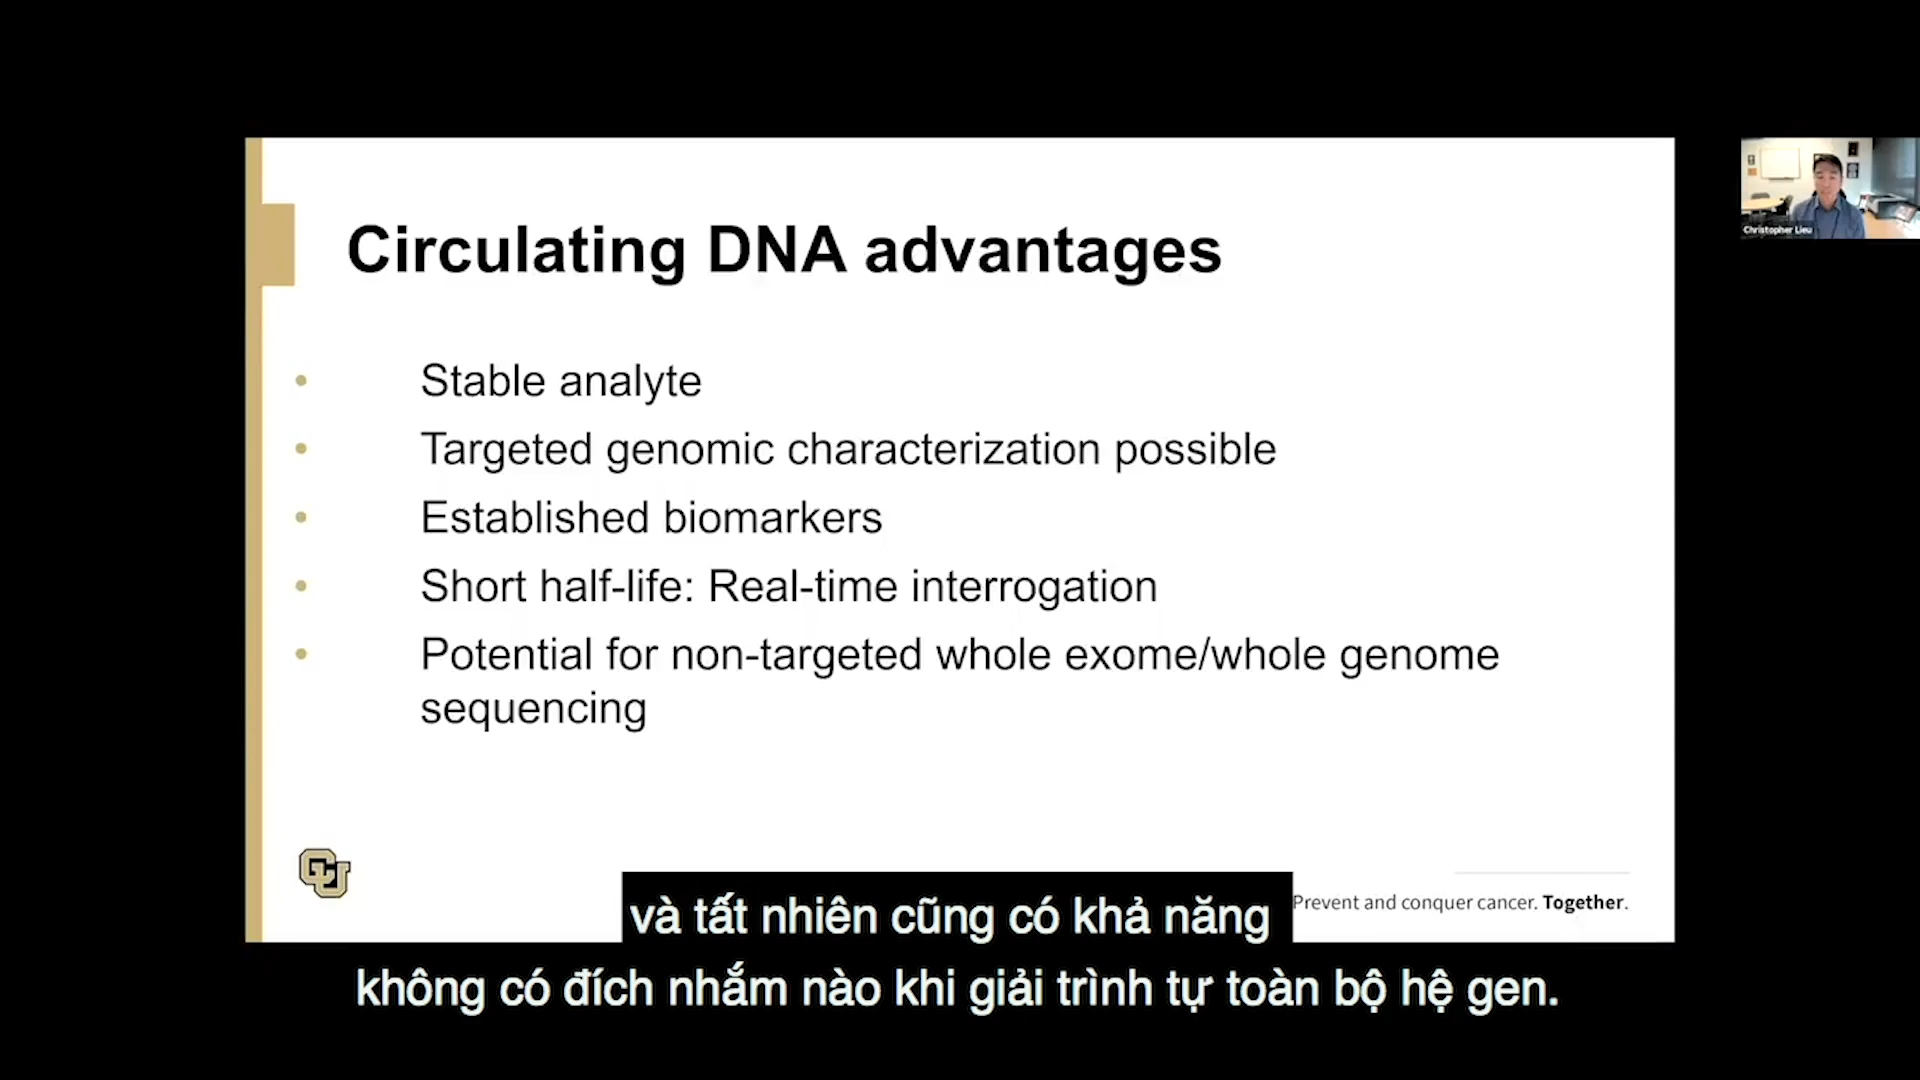 Circulating DNA advantages
Christopher Lieu
• Stable analyte
• Targeted genomic characterization possible
• Established biomarkers
• Short half-life: Real-time interrogation
• Potential for non-targeted whole exome/whole genome
sequencing
CU
Prevent and conquer cancer. Together.
và tất nhiên cũng có khả năng
không có đích nhắm nào khi giải trình tự toàn bộ hệ gen.